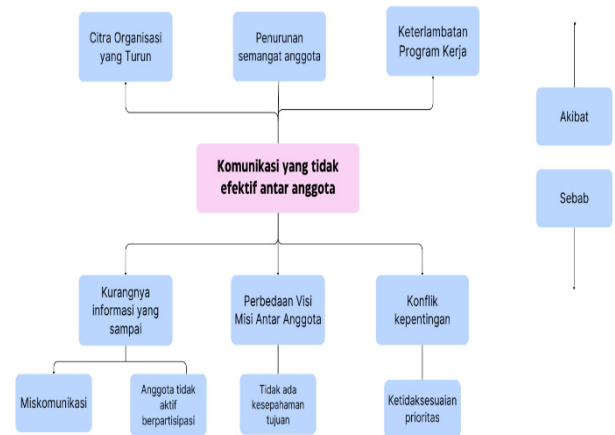 Citra Organisasi
yang Turun
Penurunan
semangat anggota
Keterlambatan
Program Kerja
Akibat
Komunikasi yang tidak
efektif antar anggota
Sebab
Kurangnya
informasi yang
sampai
Perbedaan Visi
Misi Antar Anggota
Konflik
kepentingan
Miskomunikasi
Anggota tidak
aktif
berpartisipasi
Tidak ada
kesepahaman
tujuan
Ketidaksesuaian
prioritas